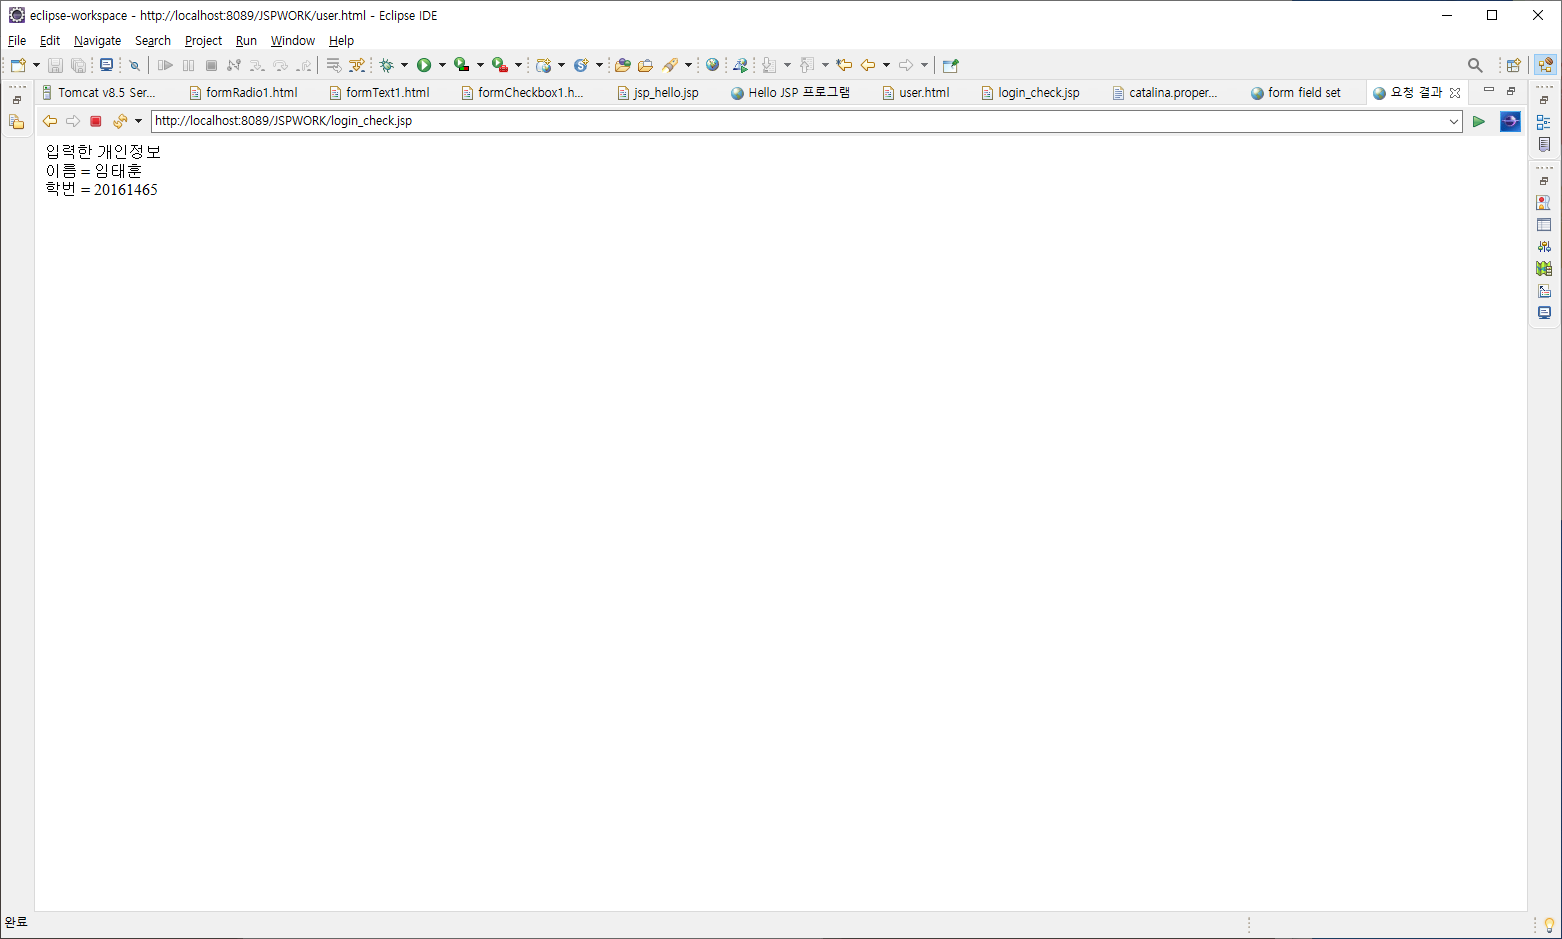 eclipse-workspace - http://localhost:8089/JSPWORK/user.html - Eclipse IDE
File Edit Navigate Search Project Run Window Help
Tomcat v8.5 Ser... formRadio1.html formText1.html formCheckbox1.h... jsp_hello.jsp Hello JSP 프로그램 user.html login_check.jsp catalina.proper... form field set 요청 결과
http://localhost:8089/JSPWORK/login_check.jsp
입력한 개인정보
이름 = 임태훈
학번 = 20161465
완료